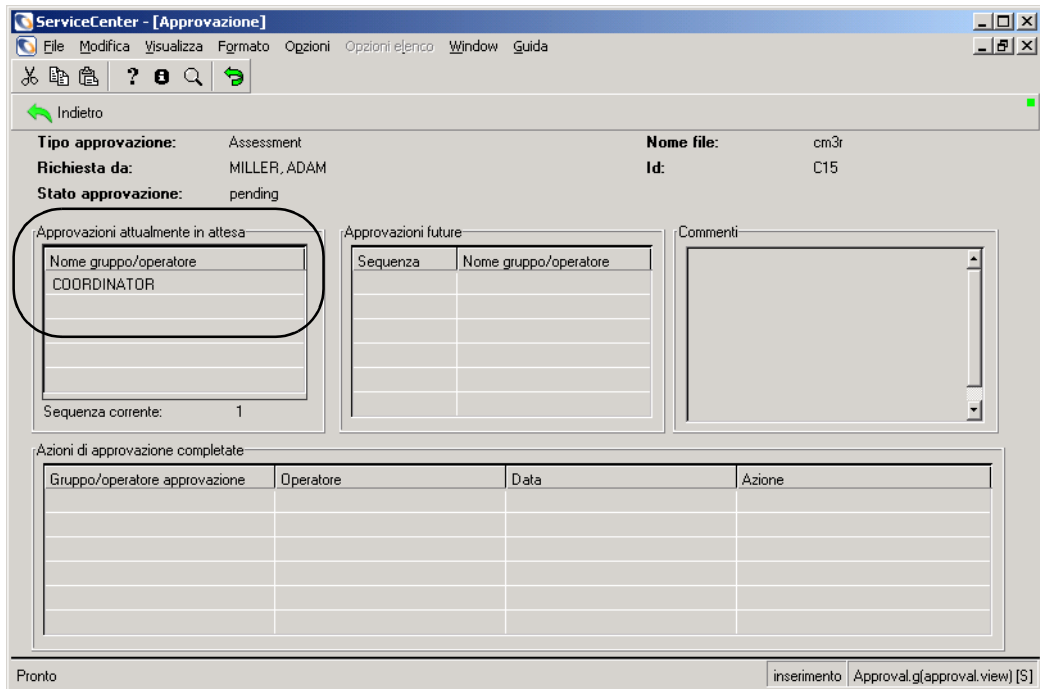 ServiceCenter - [Approvazione]
File Modifica Visualizza Formato Opzioni Opzioni elenco Window Guida
Indietro
Tipo approvazione: Assessment Nome file: cm3r
Richiesta da: MILLER, ADAM Id: C15
Stato approvazione: pending
Approvazioni attualmente in attesa Approvazioni future Commenti
Nome gruppo/operatore Sequenza Nome gruppo/operatore
COORDINATOR
Sequenza corrente: 1
Azioni di approvazione completate
Gruppo/operatore approvazione Operatore Data Azione
Pronto inserimento Approval.g(approval.view) [S]